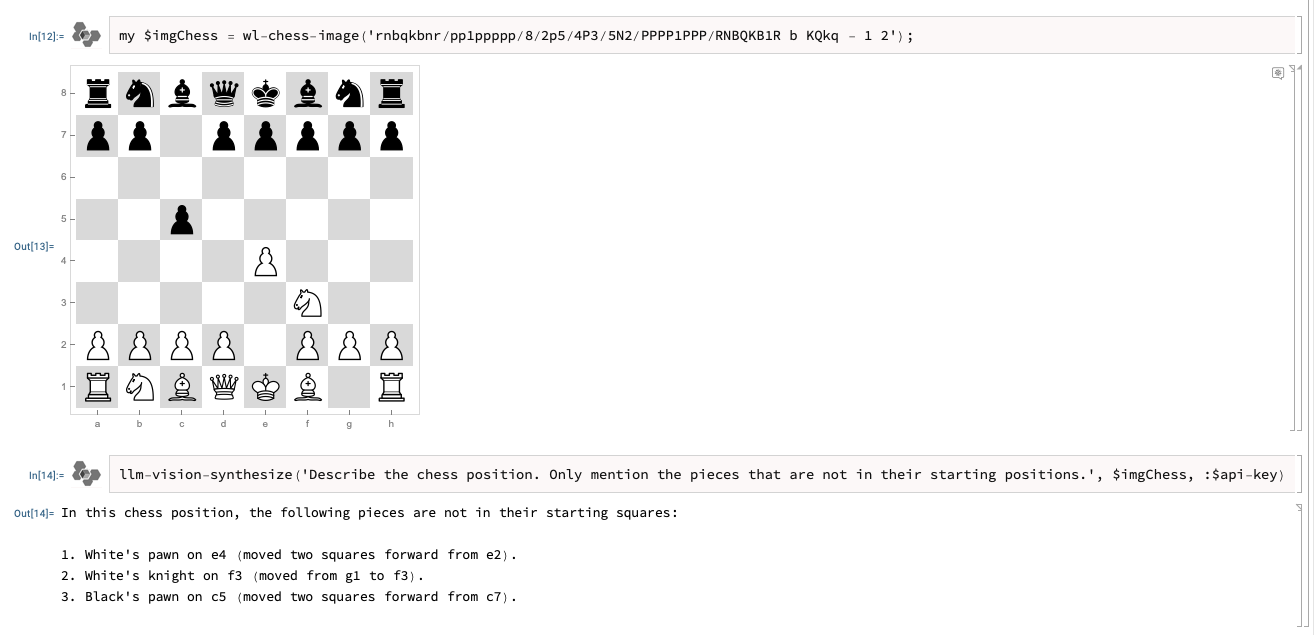 In[12]:= my $imgChess = wl-chess-image('rnbqkbnr/pp1ppppp/8/2p5/4P3/5N2/PPPP1PPP/RNBQKB1R b KQkq - 1 2');
8
7
6
5
Out[13]=
4
3
2
1
a b c d e f g h
In[14]:= llm-vision-synthesize('Describe the chess position. Only mention the pieces that are not in their starting positions.', $imgChess, :$api-key)
Out[14]= In this chess position, the following pieces are not in their starting squares:
1. White's pawn on e4 (moved two squares forward from e2).
2. White's knight on f3 (moved from g1 to f3).
3. Black's pawn on c5 (moved two squares forward from c7).